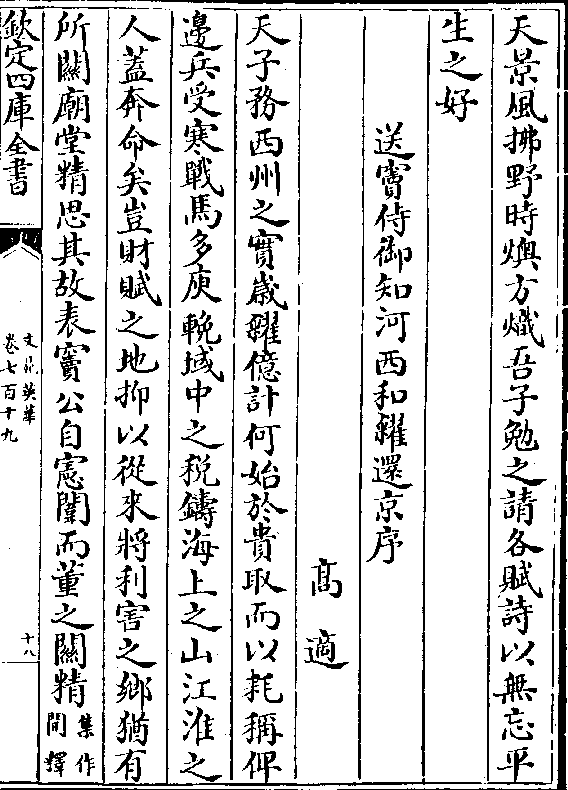 天景風拂野時燠方熾吾子勉之請各賦詩以無忘平
生之好
送竇侍御知河西和糴還京序
高適
天子務西州之實歲糴億計何始於貴取而以耗稱俾
邊兵受寒戰馬多庾輓域中之稅鑄海上之山江淮之
人蓋奔命矣豈財賦之地抑以從來將利害之鄉猶有
所闗廟堂精思其故表竇公自憲闈而董之闗精集作間釋
欽定四庫全書
文苑英華
卷七百十九
十八